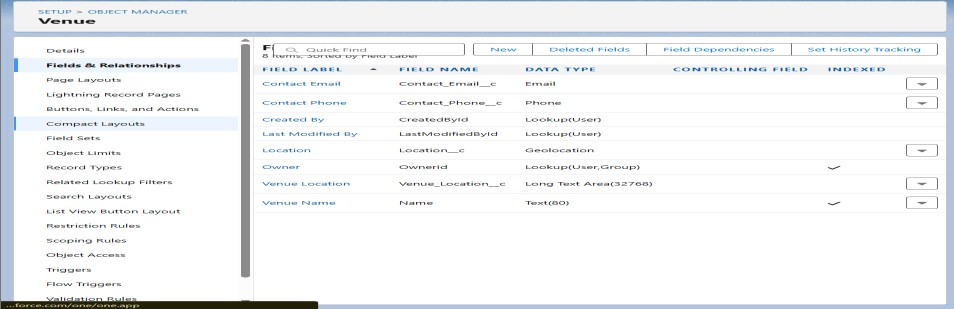 SETUP > OBJECT MANAGER
Venue
Details
Fields & Relationships
Page Layouts
Lightning Record Pages
Buttons, Links, and Actions
Compact Layouts
Field Sets
Object Limits
Record Types
Related Lookup Filters
Search Layouts
List View Button Layout
Restriction Rules
Scoping Rules
Object Access
Triggers
Flow Triggers
Validation Rules
Quick Find
New
Deleted Fields
Field Dependencies
Set History Tracking
8 Items, Sorted by Field Label
FIELD LABEL FIELD NAME DATA TYPE CONTROLLING FIELD INDEXED
Contact Email Contact_Email__c Email
Contact Phone Contact_Phone__c Phone
Created By CreatedById Lookup(User)
Last Modified By LastModifiedById Lookup(User)
Location Location__c Geolocation
Owner OwnerId Lookup(User,Group)
Venue Location Venue_Location__c Long Text Area(32768)
Venue Name Name Text(80)
...force.com/one/one.app